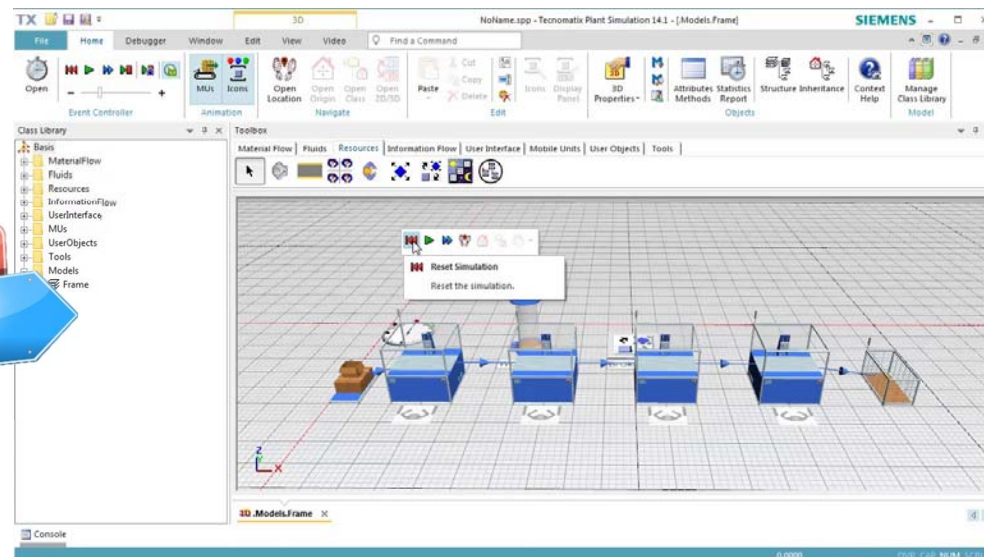 TX NoName.spp - Tecnomatix Plant Simulation 14.1 - [.Models.Frame] SIEMENS
3D
File Home Debugger Window Edit View Video Find a Command
Open
Event Controller
MUs Icons
Animation
Open Location Open Origin Open Class Open 2D/3D
Navigate
Paste Cut Copy Delete Icons Display Panel
Edit
3D Properties Attributes Methods Statistics Report Structure Inheritance
Objects
Context Help
Manage Class Library
Model
Class Library
Basis
MaterialFlow
Fluids
Resources
InformationFlow
UserInterface
MUs
UserObjects
Tools
Models
Frame
Toolbox
Material Flow Fluids Resources Information Flow User Interface Mobile Units User Objects Tools
Reset Simulation
Reset the simulation.
Z
X
3D .Models.Frame
Console
0.0000 OVR CAP NUM